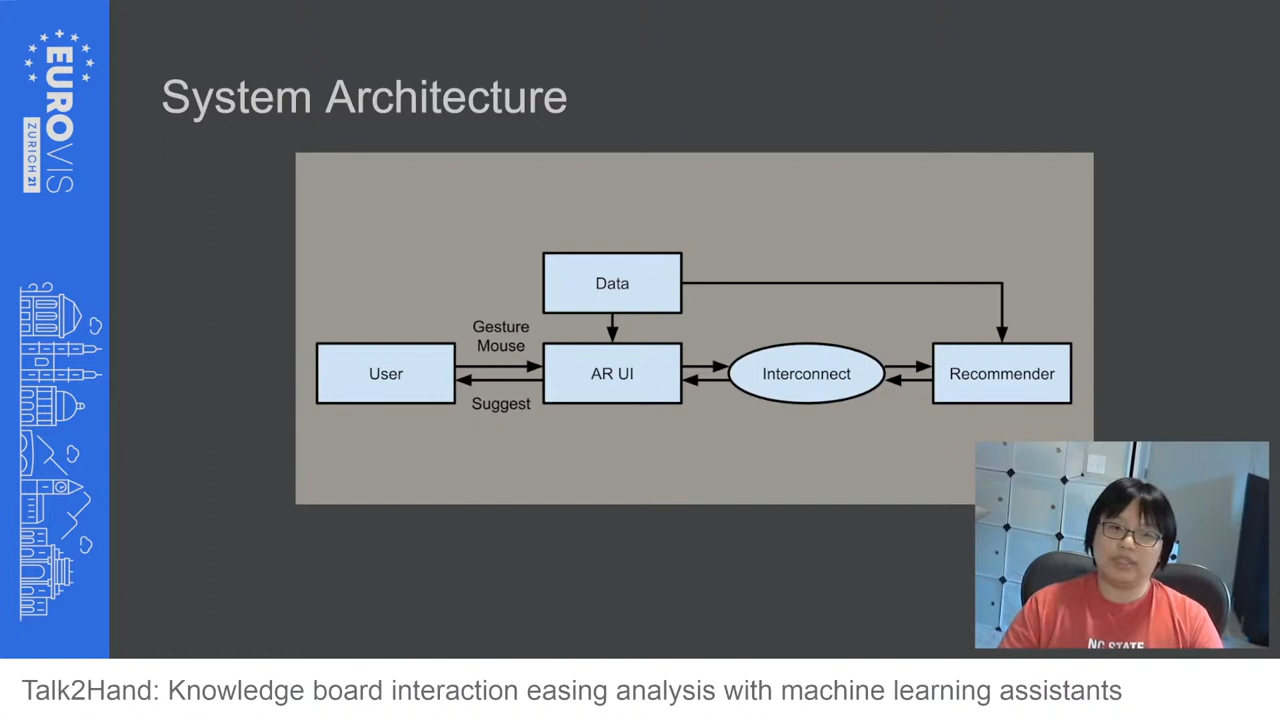 EUROVIS
ZURICH 21
System Architecture
Data
Gesture
Mouse
User
AR UI
Interconnect
Recommender
Suggest
NC STATE
Talk2Hand: Knowledge board interaction easing analysis with machine learning assistants